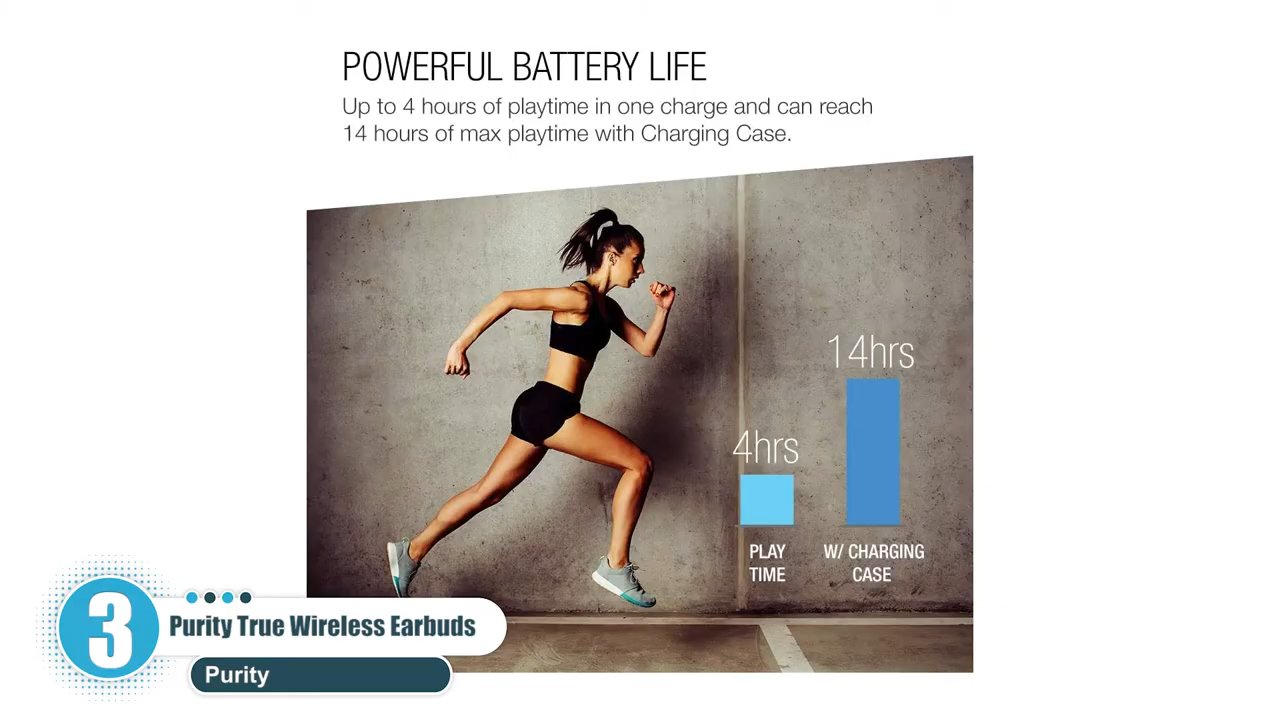 POWERFUL BATTERY LIFE
Up to 4 hours of playtime in one charge and can reach
14 hours of max playtime with Charging Case.
14hrs
4hrs
PLAY
TIME
W/ CHARGING
CASE
3
Purity True Wireless Earbuds
Purity